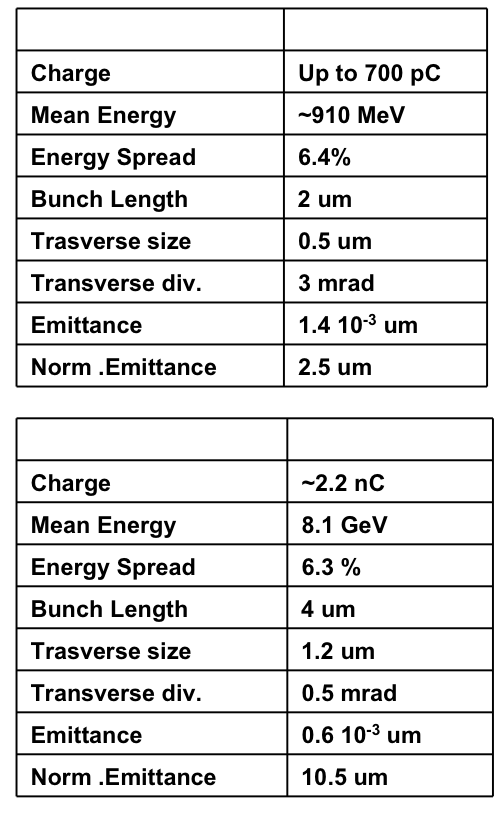 Charge Up to 700 pC
Mean Energy ~910 MeV
Energy Spread 6.4%
Bunch Length 2 um
Trasverse size 0.5 um
Transverse div. 3 mrad
Emittance 1.4 10-3 um
Norm .Emittance 2.5 um
Charge ~2.2 nC
Mean Energy 8.1 GeV
Energy Spread 6.3 %
Bunch Length 4 um
Trasverse size 1.2 um
Transverse div. 0.5 mrad
Emittance 0.6 10-3 um
Norm .Emittance 10.5 um